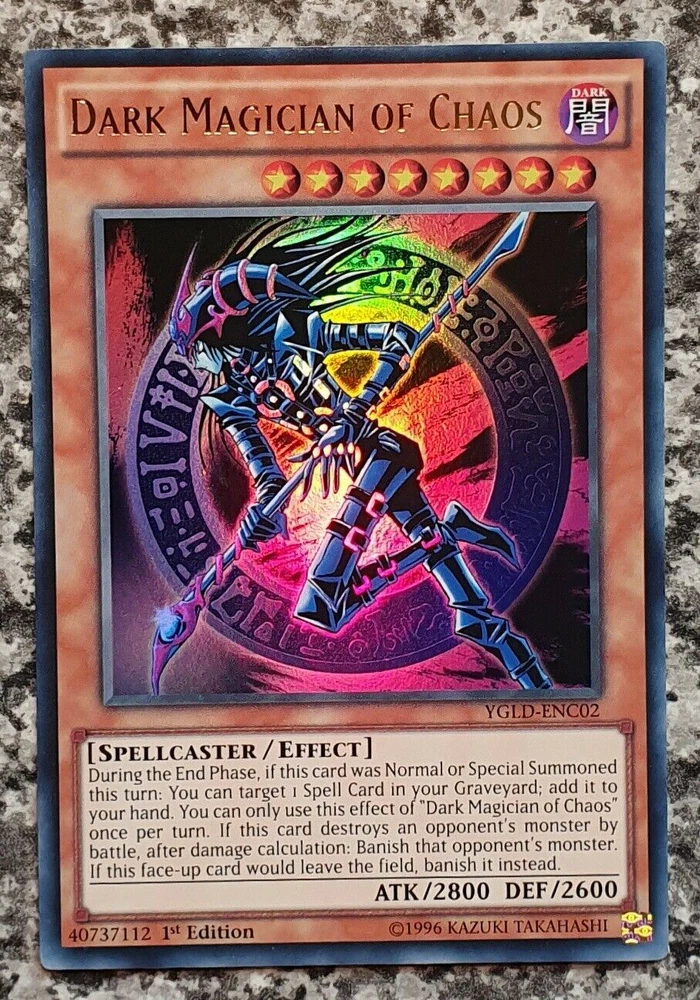 DARK MAGICIAN OF CHAOS
DARK
闇
YGLD-ENC02
[SPELLCASTER / EFFECT]
During the End Phase, if this card was Normal or Special Summoned
this turn: You can target 1 Spell Card in your Graveyard; add it to
your hand. You can only use this effect of "Dark Magician of Chaos"
once per turn. If this card destroys an opponent's monster by
battle, after damage calculation: Banish that opponent's monster.
If this face-up card would leave the field, banish it instead.
ATK/2800 DEF/2600
40737112 1st Edition ©1996 KAZUKI TAKAHASHI